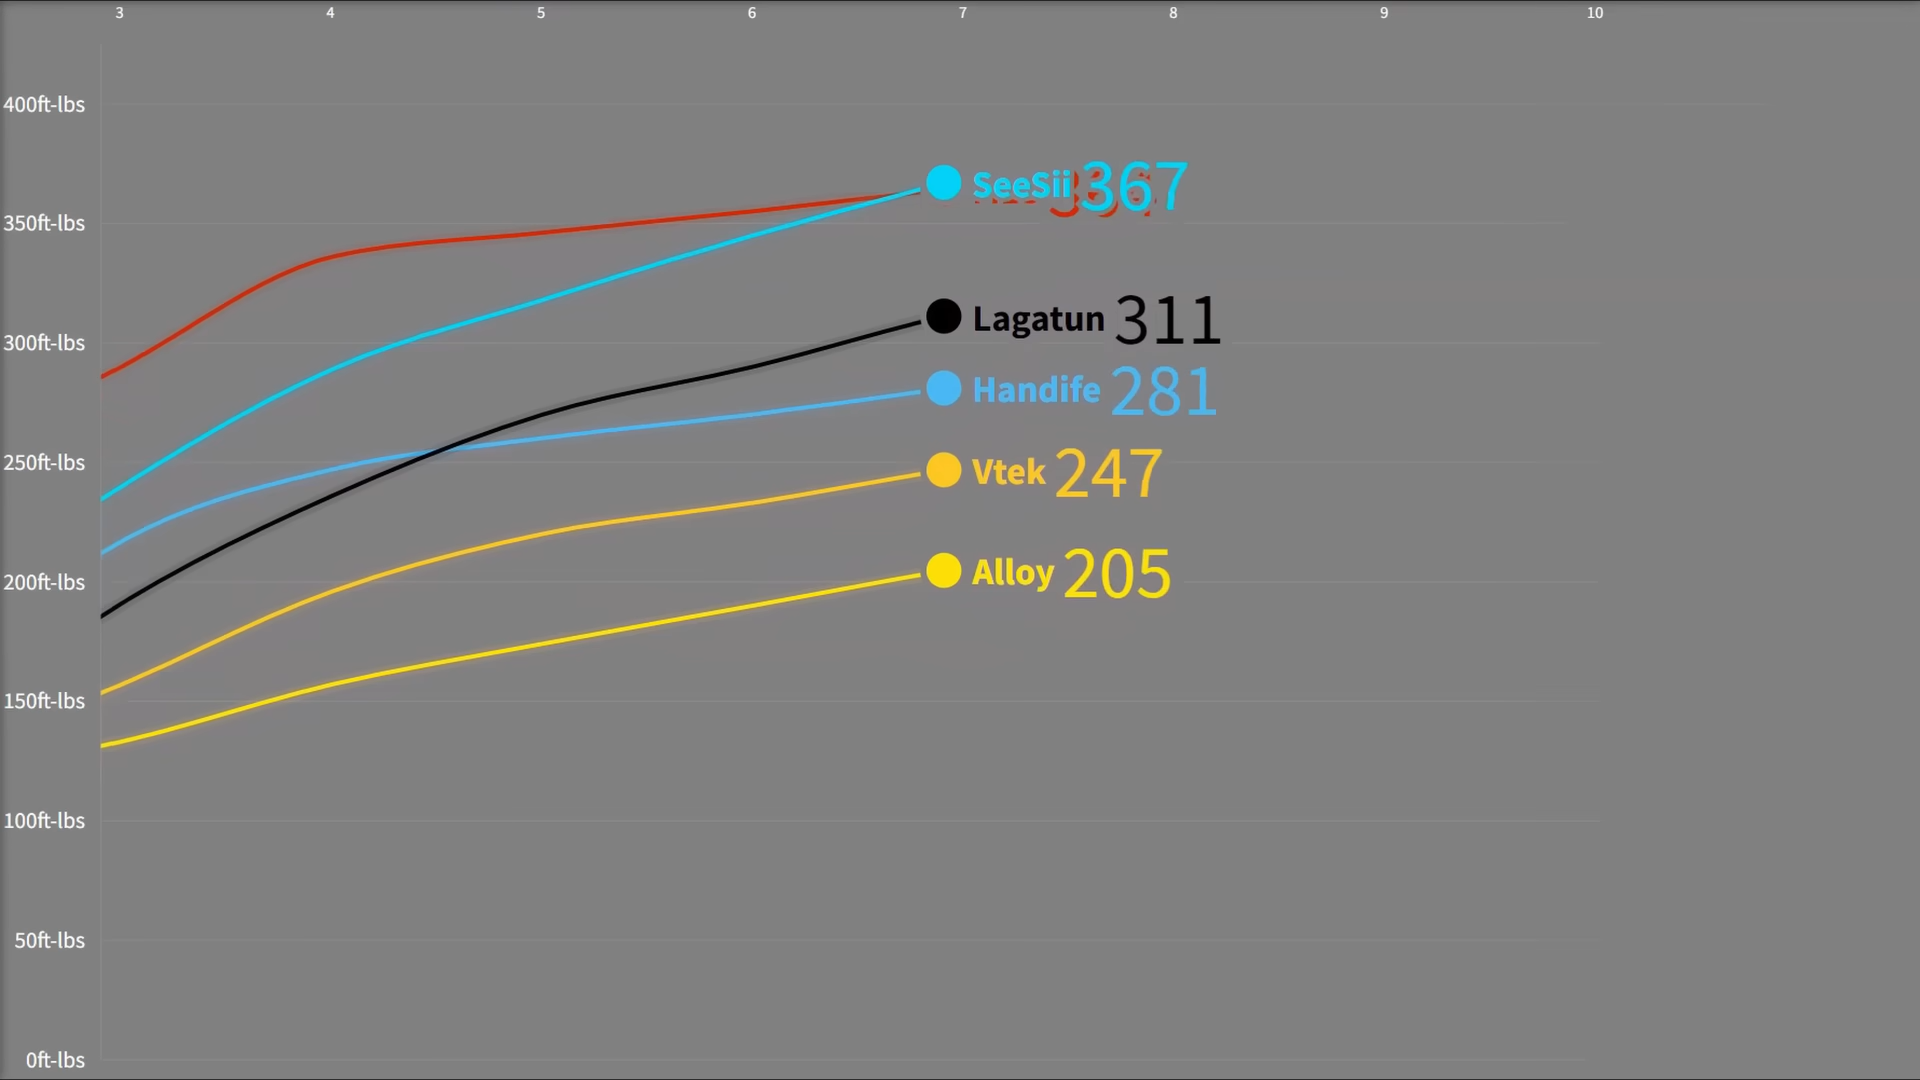 3 4 5 6 7 8 9 10
400ft-lbs
SeeSii 367
350ft-lbs
Lagatun 311
300ft-lbs
Handife 281
250ft-lbs
Vtek 247
200ft-lbs
Alloy 205
150ft-lbs
100ft-lbs
50ft-lbs
0ft-lbs